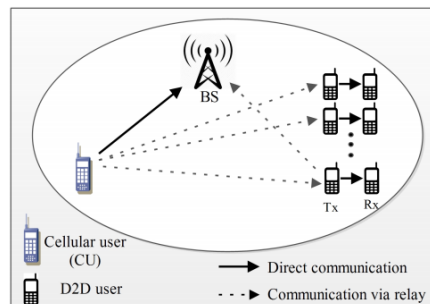 BS
Tx
Rx
Cellular user
(CU)
D2D user
Direct communication
Communication via relay